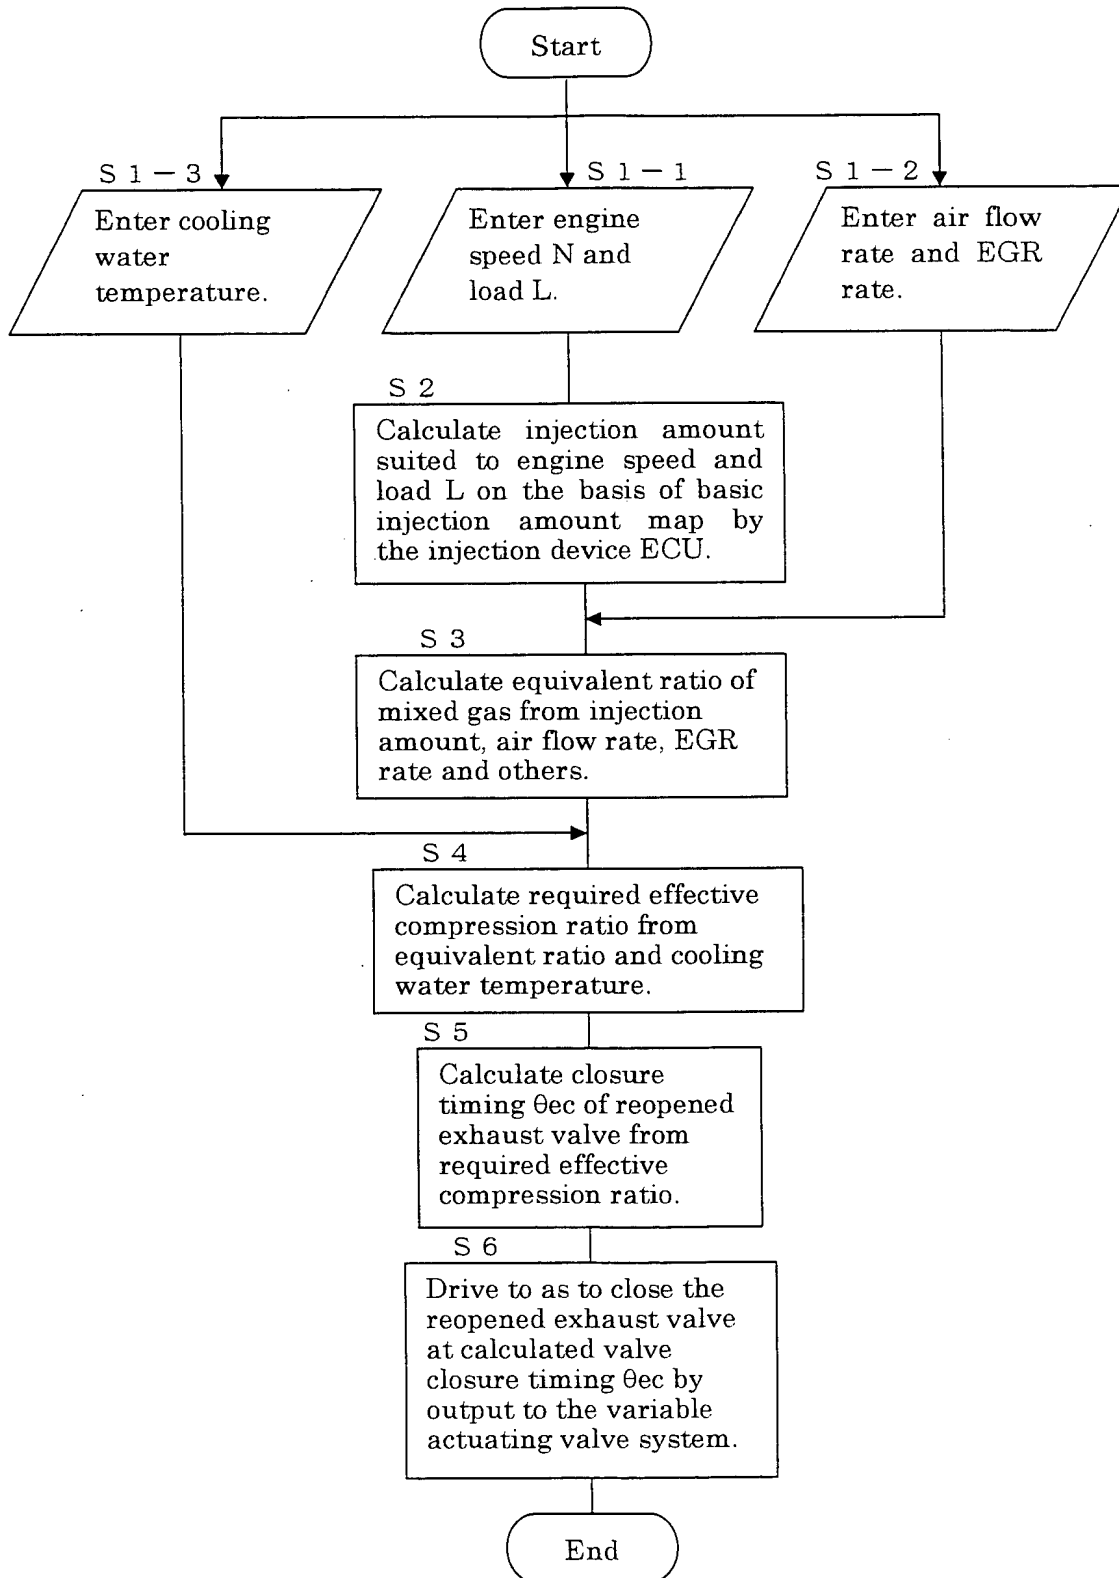 Start
S 1 - 3
Enter cooling
water
temperature.
S 1 - 1
Enter engine
speed N and
load L.
S 1 - 2
Enter air flow
rate and EGR
rate.
S 2
Calculate injection amount
suited to engine speed and
load L on the basis of basic
injection amount map by
the injection device ECU.
S 3
Calculate equivalent ratio of
mixed gas from injection
amount, air flow rate, EGR
rate and others.
S 4
Calculate required effective
compression ratio from
equivalent ratio and cooling
water temperature.
S 5
Calculate closure
timing θec of reopened
exhaust valve from
required effective
compression ratio.
S 6
Drive to as to close the
reopened exhaust valve
at calculated valve
closure timing θec by
output to the variable
actuating valve system.
End